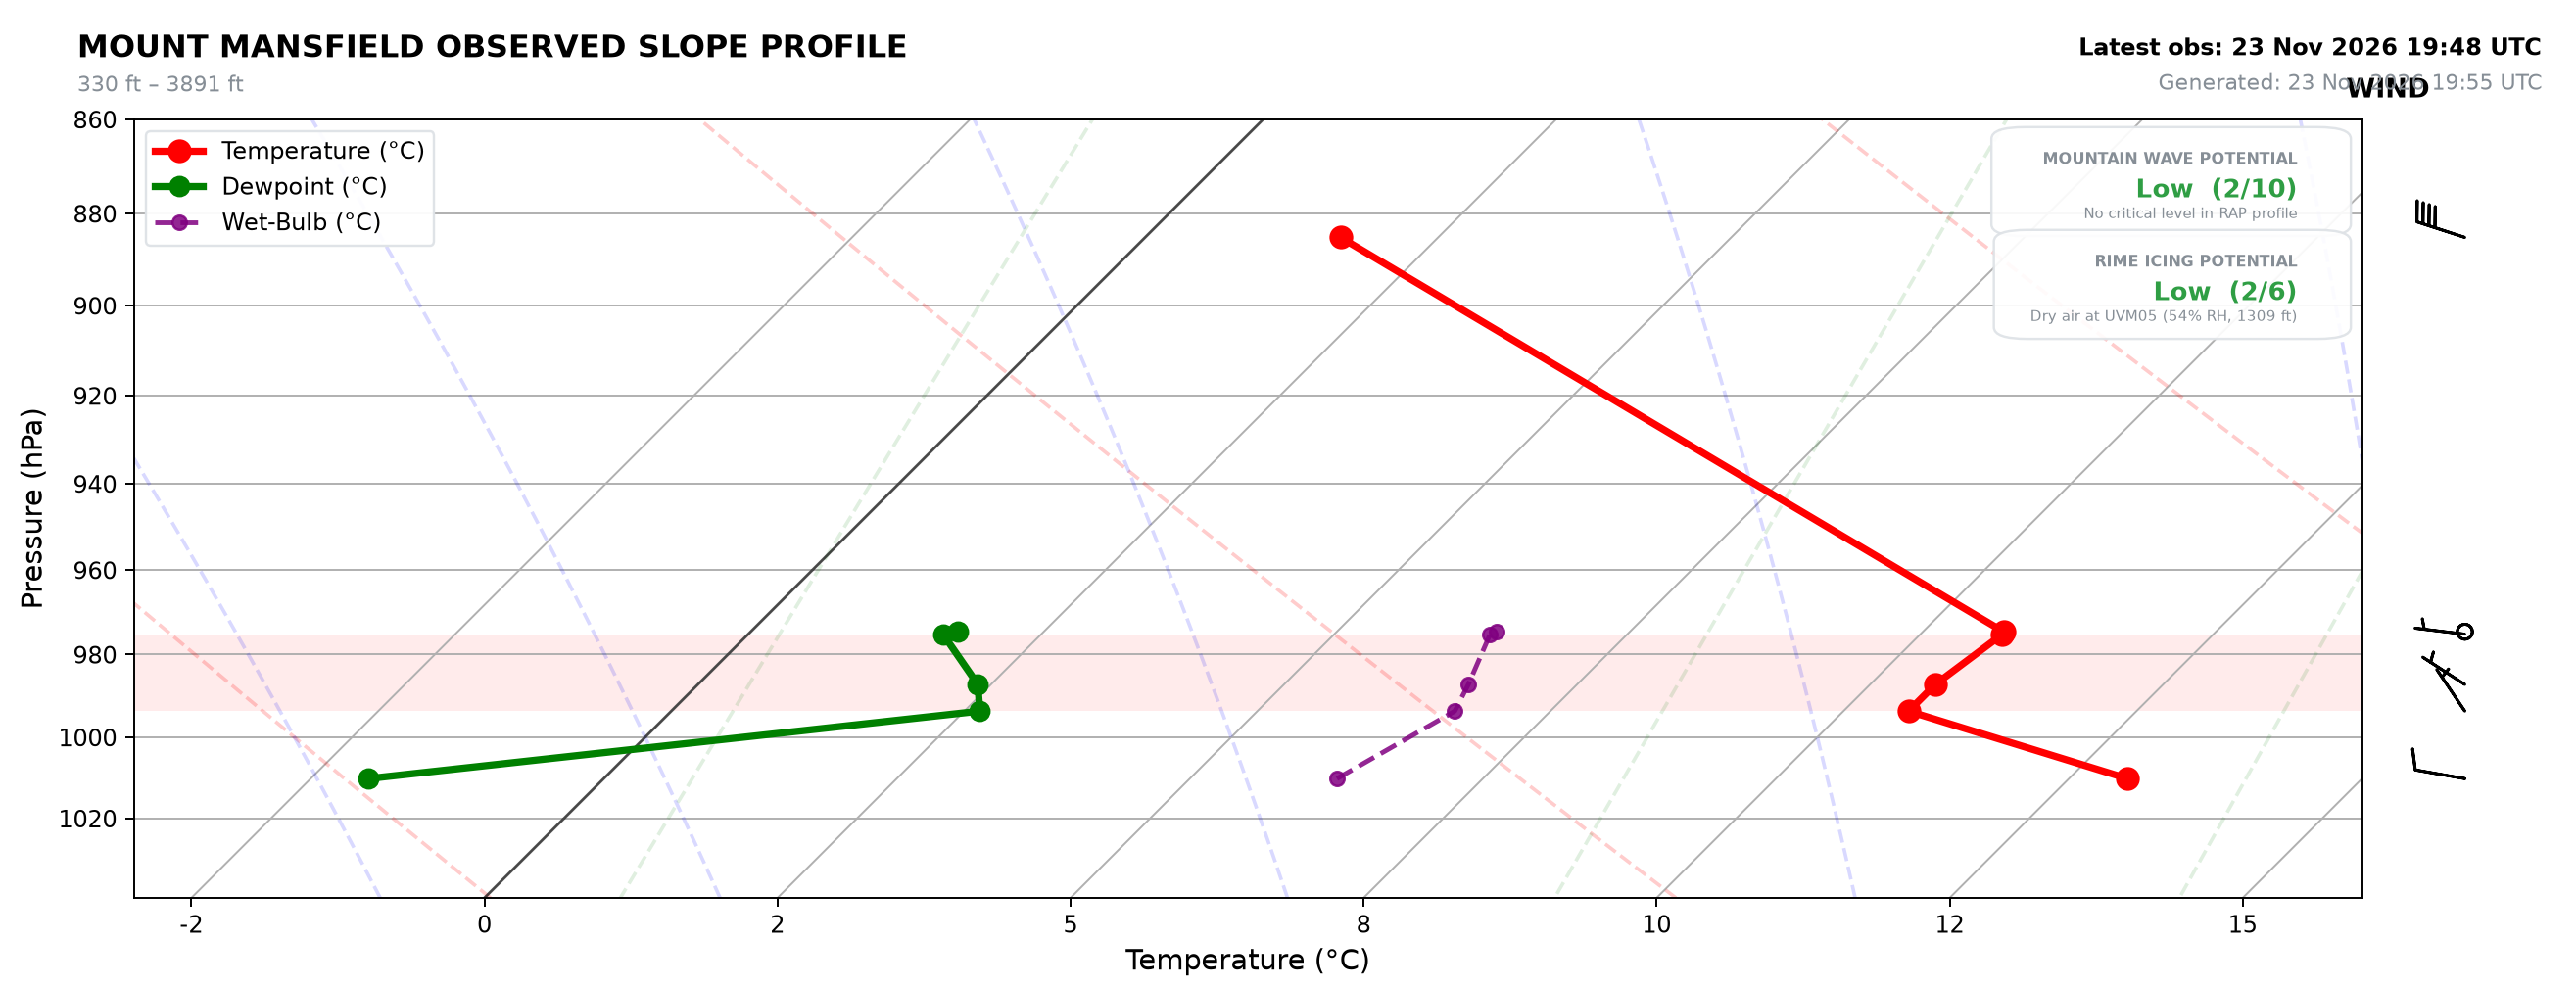 MOUNT MANSFIELD OBSERVED SLOPE PROFILE
330 ft – 3891 ft
Latest obs: 23 Nov 2026 19:48 UTC
Generated: 23 Nov 2026 19:55 UTC
WIND
Temperature (°C)
Dewpoint (°C)
Wet-Bulb (°C)
MOUNTAIN WAVE POTENTIAL
Low (2/10)
No critical level in RAP profile
RIME ICING POTENTIAL
Low (2/6)
Dry air at UVM05 (54% RH, 1309 ft)
Pressure (hPa)
860
880
900
920
940
960
980
1000
1020
-2 0 2 5 8 10 12 15
Temperature (°C)